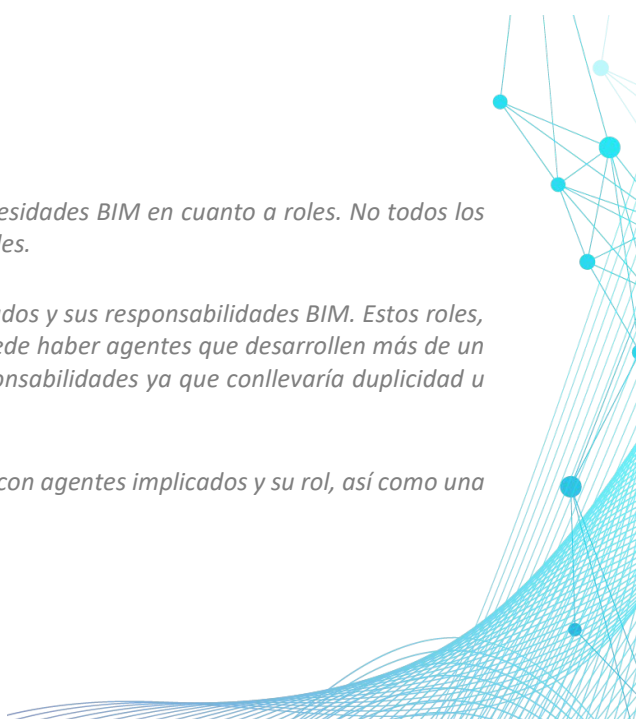 esidades BIM en cuanto a roles. No todos los
les.
dos y sus responsabilidades BIM. Estos roles,
ede haber agentes que desarrollen más de un
onsabilidades ya que conllevaría duplicidad u
con agentes implicados y su rol, así como una